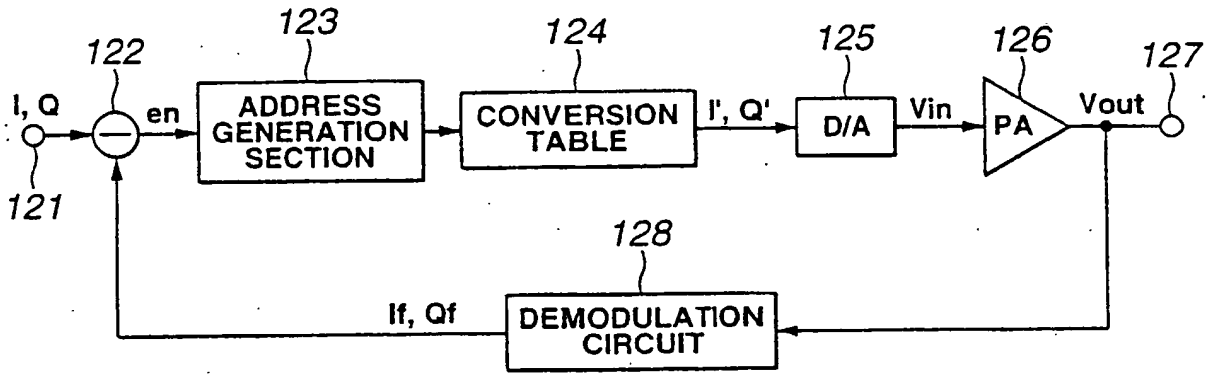 122
123
124
125
126
127
I, Q
en
ADDRESS
GENERATION
SECTION
CONVERSION
TABLE
I', Q'
D/A
Vin
PA
Vout
121
128
If, Qf
DEMODULATION
CIRCUIT